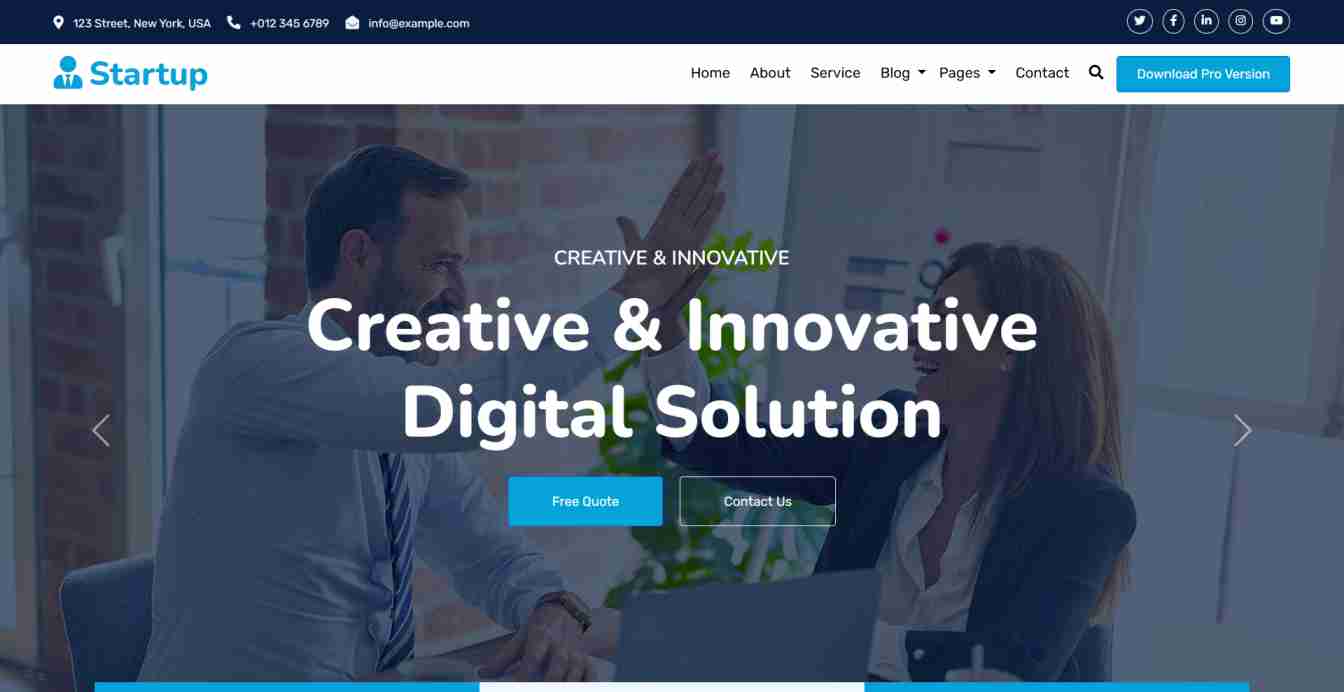 123 Street, New York, USA +012 345 6789 info@example.com
Startup
Home About Service Blog Pages Contact Download Pro Version
CREATIVE & INNOVATIVE
Creative & Innovative
Digital Solution
Free Quote Contact Us